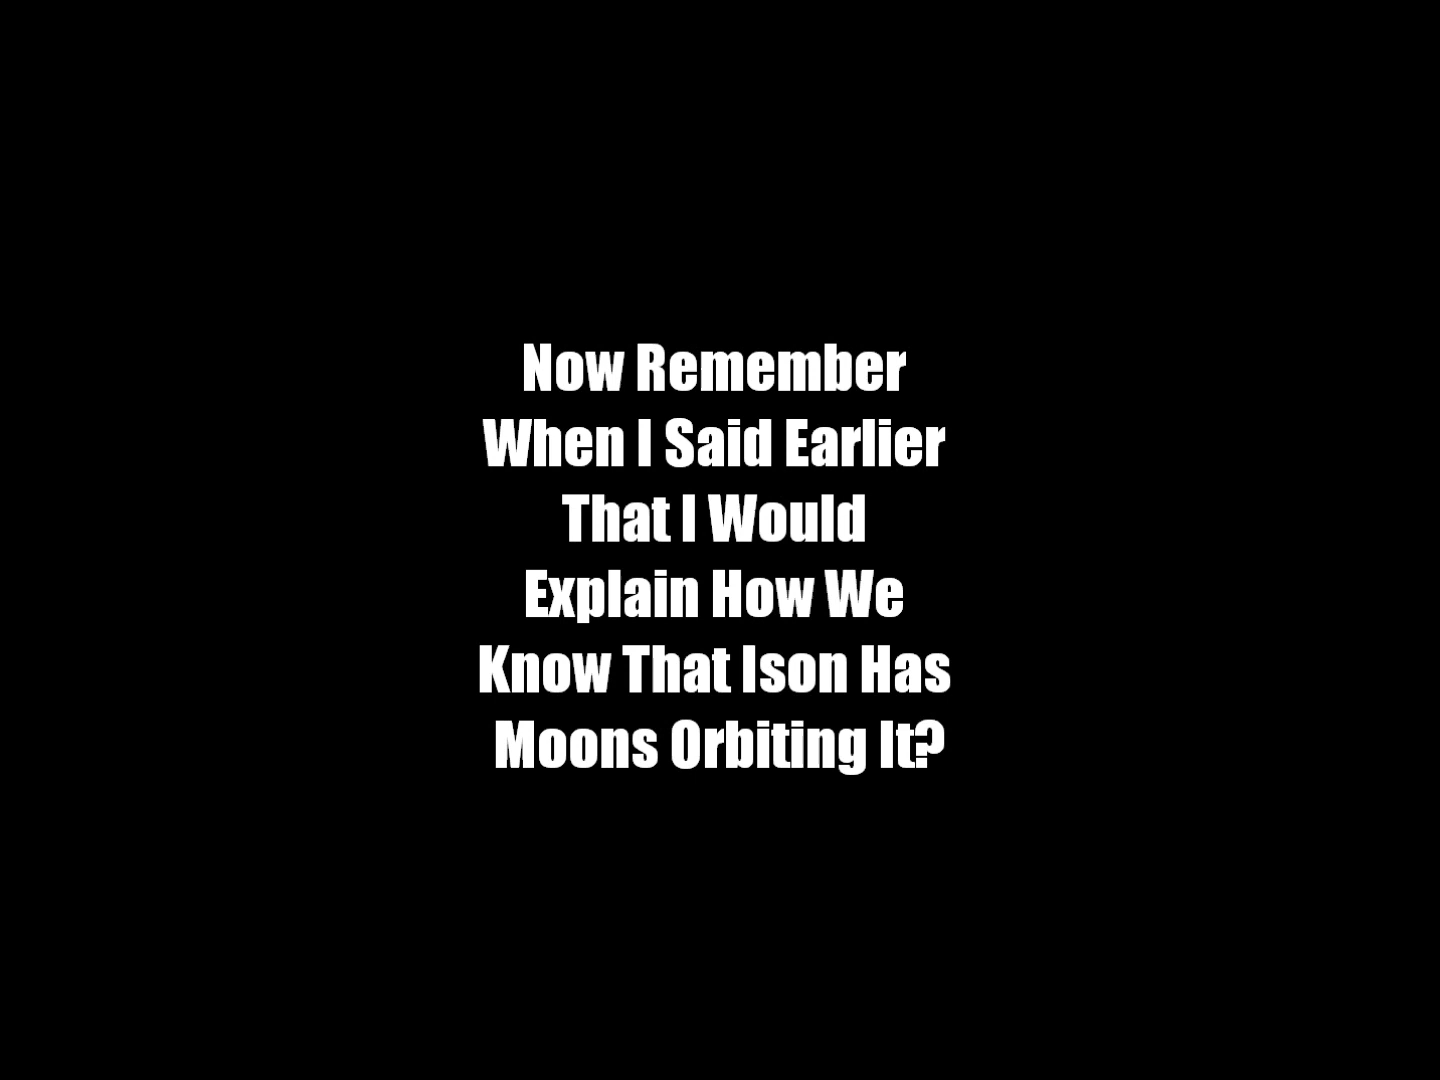 Now Remember
When I Said Earlier
That I Would
Explain How We
Know That Ison Has
Moons Orbiting It?